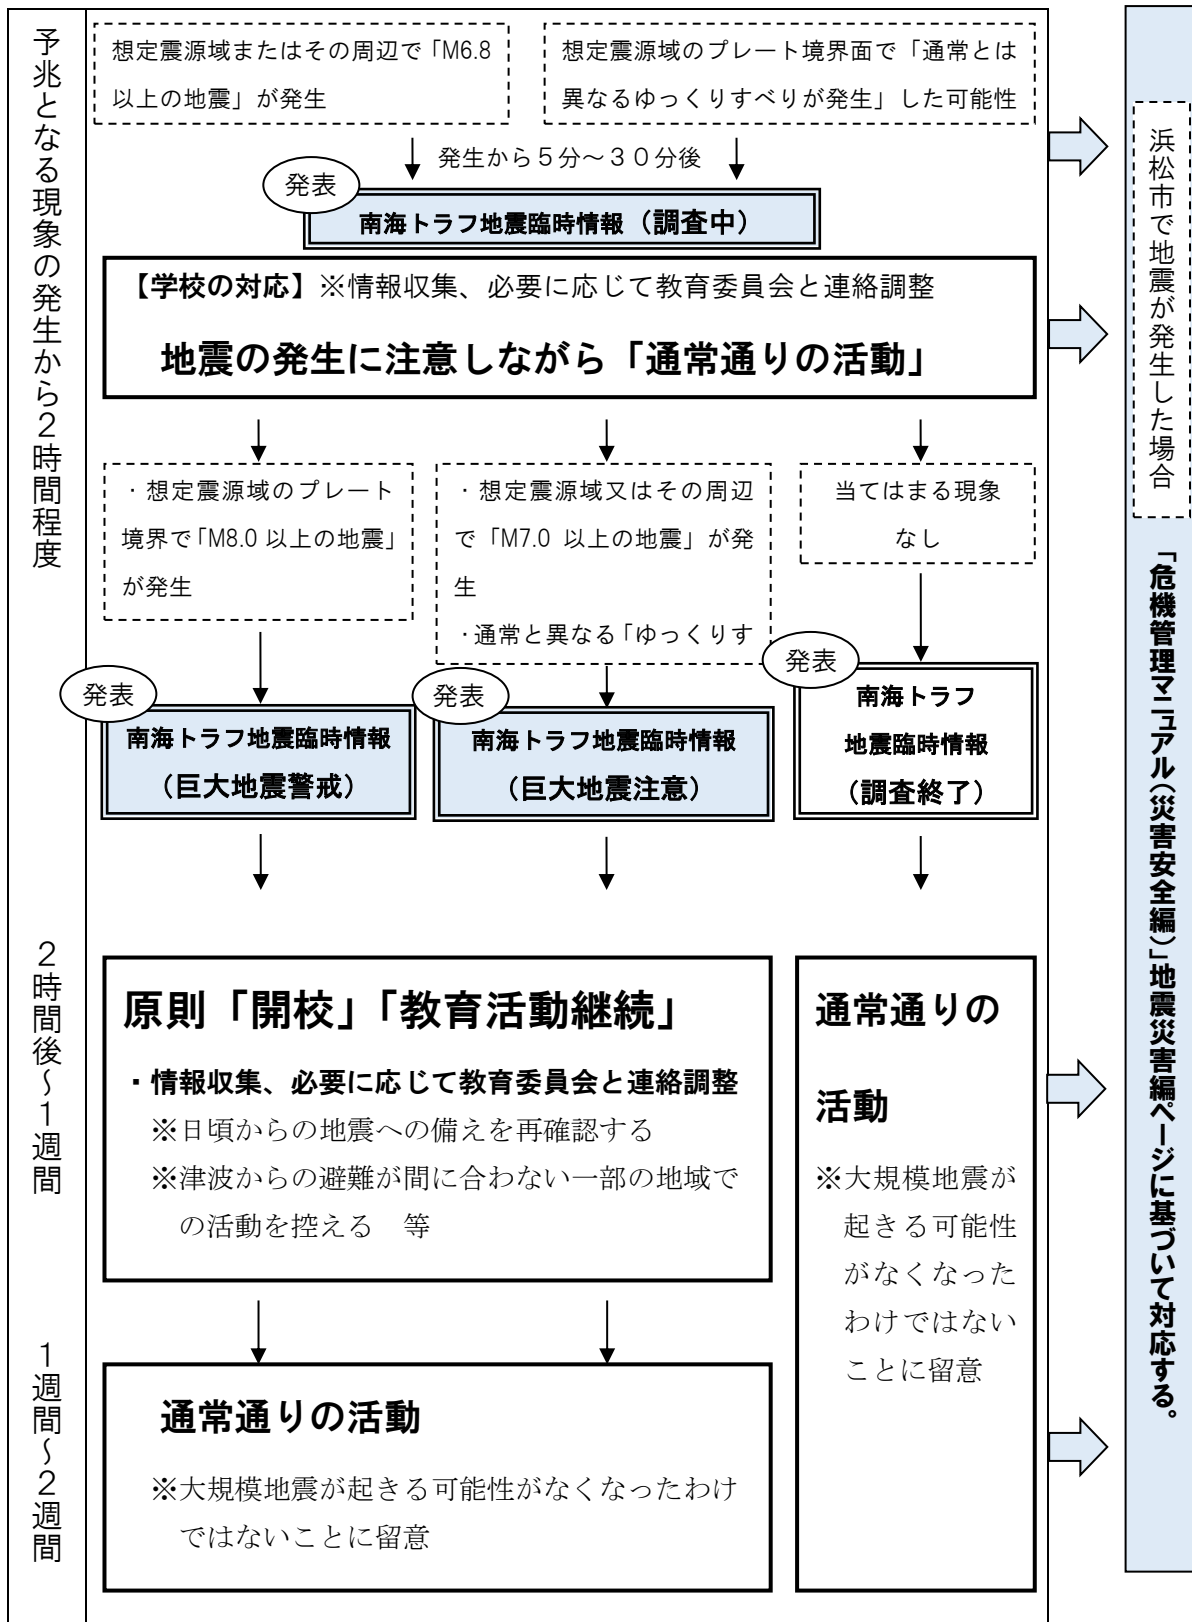 予兆となる現象の発生から２時間程度
想定震源域またはその周辺で「M6.8
以上の地震」が発生
想定震源域のプレート境界面で「通常とは
異なるゆっくりすべりが発生」した可能性
発生から５分～３０分後
発表
南海トラフ地震臨時情報（調査中）
【学校の対応】※情報収集、必要に応じて教育委員会と連絡調整
地震の発生に注意しながら「通常通りの活動」
・想定震源域のプレート
境界で「M8.0 以上の地震」
が発生
・想定震源域又はその周辺
で「M7.0 以上の地震」が発
生
・通常と異なる「ゆっくりす
当てはまる現象
なし
発表
南海トラフ地震臨時情報
（巨大地震警戒）
発表
南海トラフ地震臨時情報
（巨大地震注意）
発表
南海トラフ
地震臨時情報
（調査終了）
２時間後～１週間
原則「開校」「教育活動継続」
・情報収集、必要に応じて教育委員会と連絡調整
※日頃からの地震への備えを再確認する
※津波からの避難が間に合わない一部の地域で
の活動を控える　等
通常通りの
活動
※大規模地震が
起きる可能性
がなくなった
わけではない
ことに留意
１週間～２週間
通常通りの活動
※大規模地震が起きる可能性がなくなったわけ
ではないことに留意
浜松市で地震が発生した場合
「危機管理マニュアル（災害安全編）」地震災害編ページに基づいて対応する。